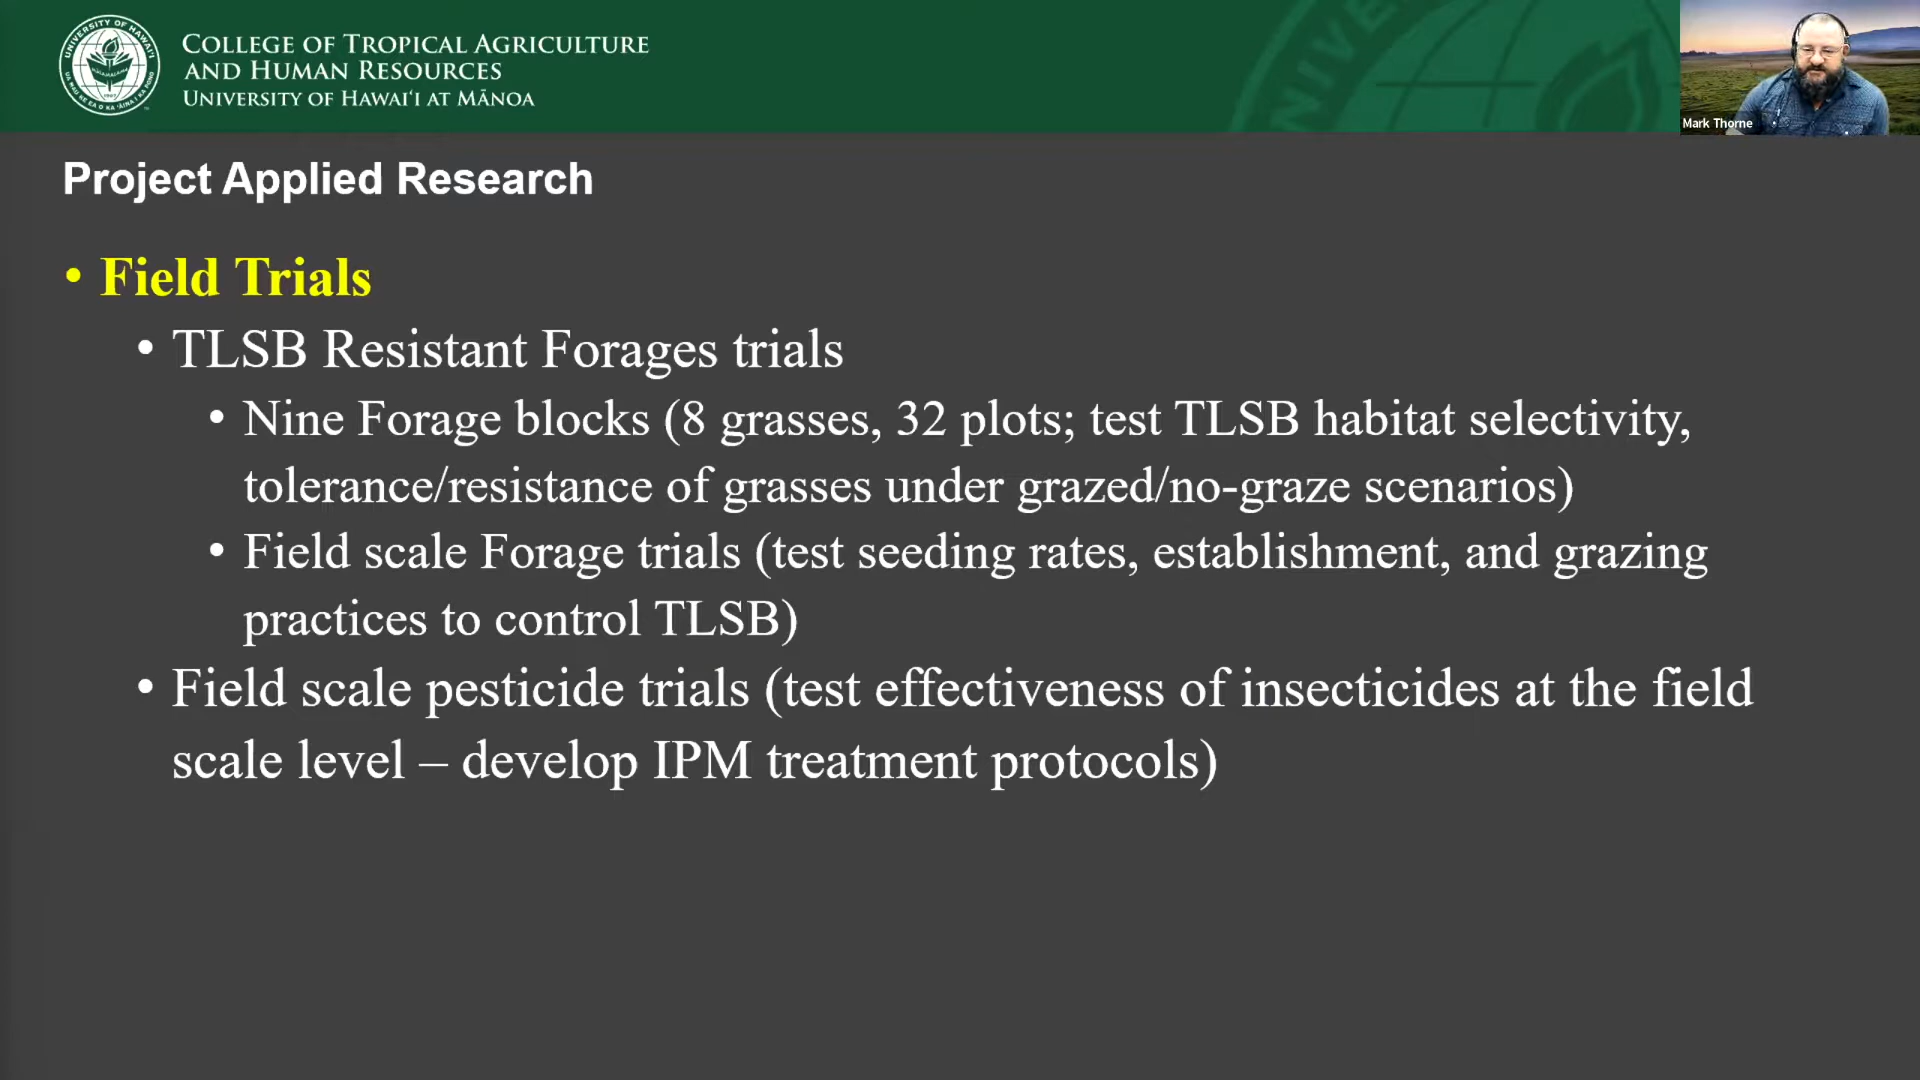 COLLEGE OF TROPICAL AGRICULTURE
AND HUMAN RESOURCES
UNIVERSITY OF HAWAIʻI AT MĀNOA
Mark Thorne
Project Applied Research
• Field Trials
• TLSB Resistant Forages trials
• Nine Forage blocks (8 grasses, 32 plots; test TLSB habitat selectivity,
tolerance/resistance of grasses under grazed/no-graze scenarios)
• Field scale Forage trials (test seeding rates, establishment, and grazing
practices to control TLSB)
• Field scale pesticide trials (test effectiveness of insecticides at the field
scale level – develop IPM treatment protocols)